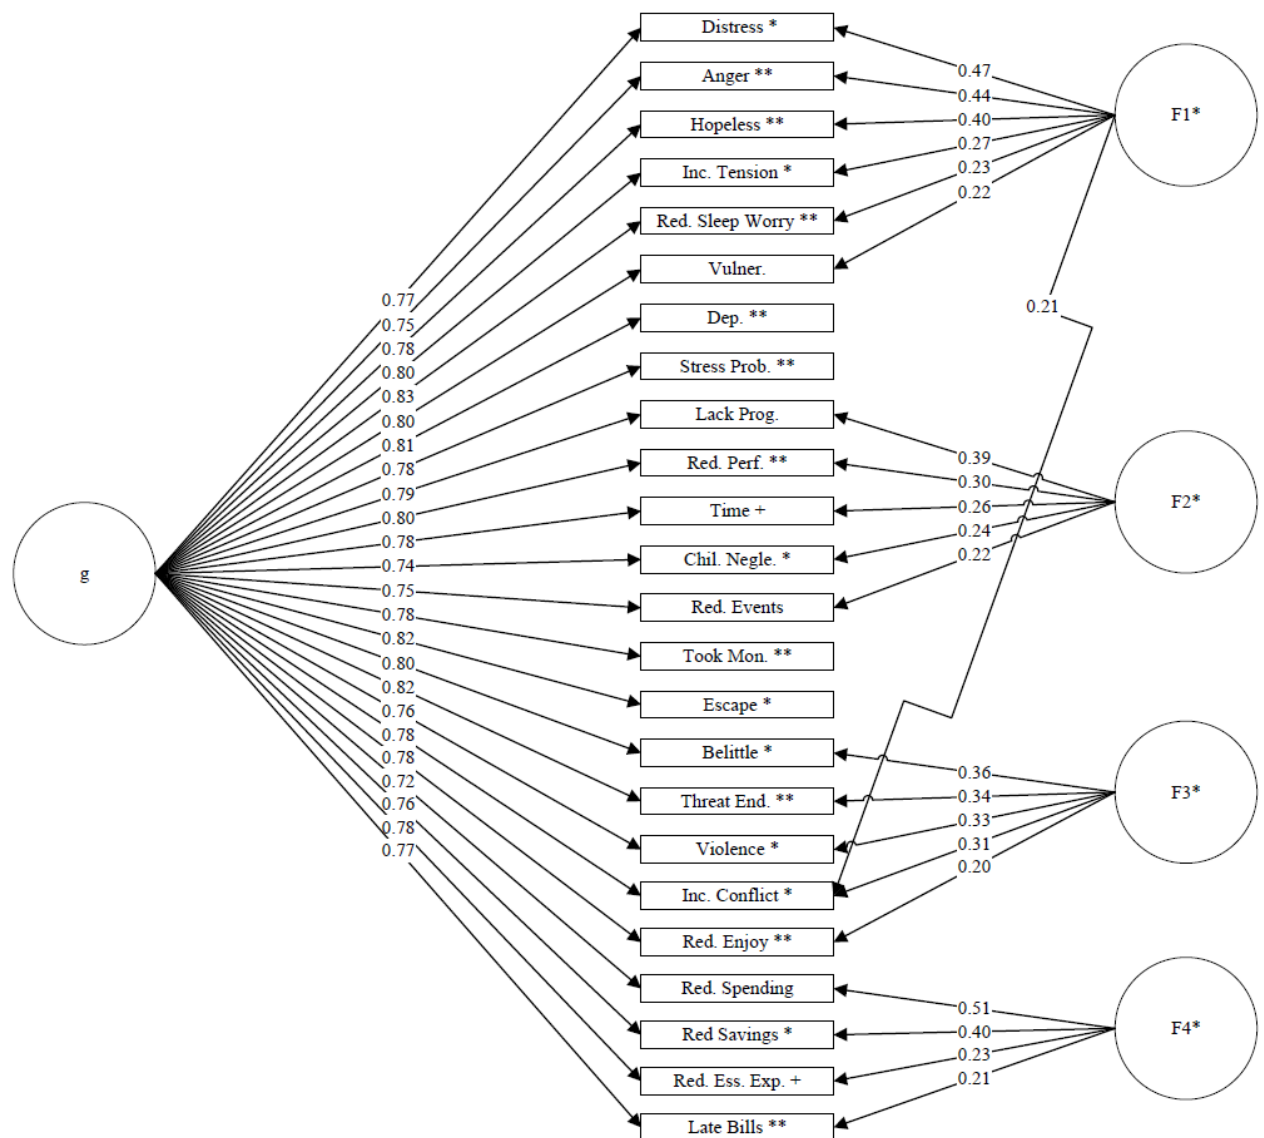 Distress *
Anger **
Hopeless **
Inc. Tension *
Red. Sleep Worry **
Vulner.
Dep. **
Stress Prob. **
Lack Prog.
Red. Perf. **
Time +
Chil. Negle. *
Red. Events
Took Mon. **
Escape *
Belittle *
Threat End. **
Violence *
Inc. Conflict *
Red. Enjoy **
Red. Spending
Red Savings *
Red. Ess. Exp. +
Late Bills **
g
0.77
0.75
0.78
0.80
0.83
0.80
0.81
0.78
0.79
0.80
0.78
0.74
0.75
0.78
0.82
0.80
0.82
0.76
0.78
0.78
0.72
0.76
0.78
0.77
F1*
0.47
0.44
0.40
0.27
0.23
0.22
0.21
F2*
0.39
0.30
0.26
0.24
0.22
F3*
0.36
0.34
0.33
0.31
0.20
F4*
0.51
0.40
0.23
0.21